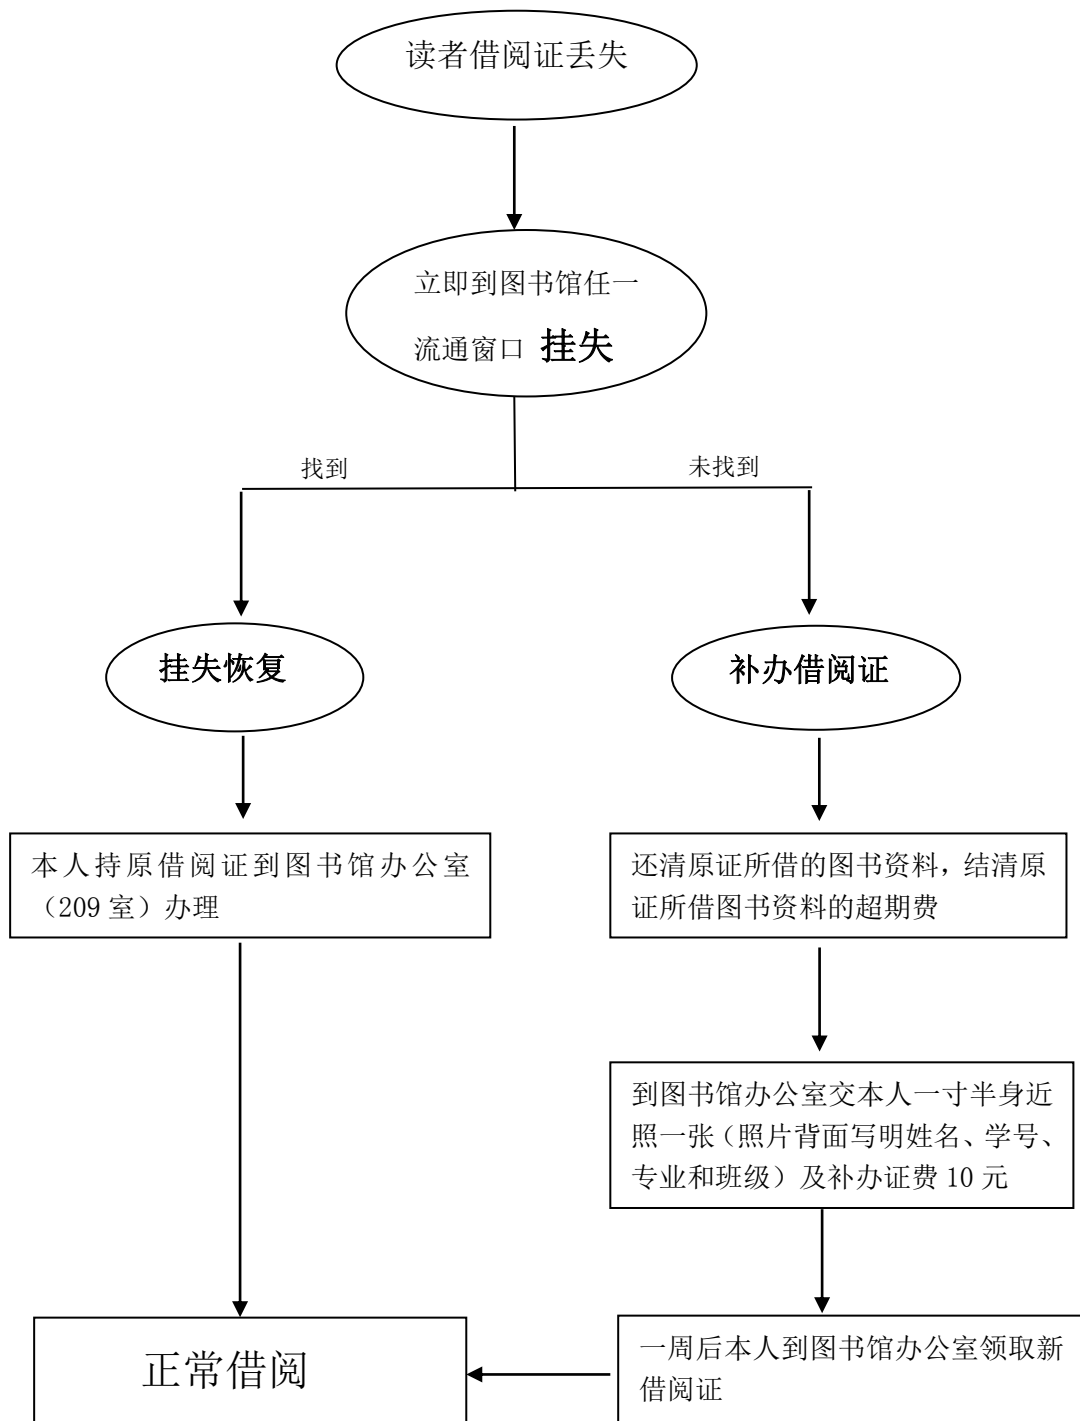 读者借阅证丢失
立即到图书馆任一
流通窗口 挂失
找到
未找到
挂失恢复
补办借阅证
本人持原借阅证到图书馆办公室
（209 室）办理
还清原证所借的图书资料，结清原
证所借图书资料的超期费
到图书馆办公室交本人一寸半身近
照一张（照片背面写明姓名、学号、
专业和班级）及补办证费 10 元
正常借阅
一周后本人到图书馆办公室领取新
借阅证